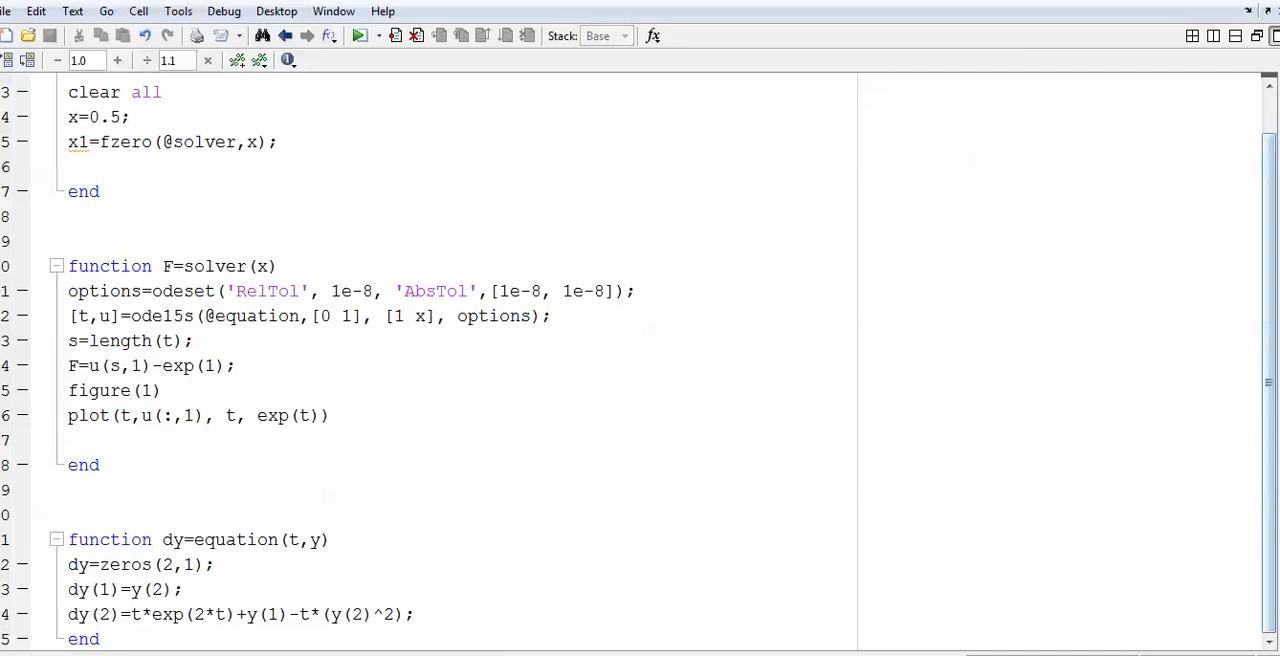 le Edit Text Go Cell Tools Debug Desktop Window Help
Stack: Base fx
− 1.0 + ÷ 1.1 ×
3 − clear all
4 − x=0.5;
5 − x1=fzero(@solver,x);
6
7 − end
8
9
0 function F=solver(x)
1 − options=odeset('RelTol', 1e-8, 'AbsTol',[1e-8, 1e-8]);
2 − [t,u]=ode15s(@equation,[0 1], [1 x], options);
3 − s=length(t);
4 − F=u(s,1)-exp(1);
5 − figure(1)
6 − plot(t,u(:,1), t, exp(t))
7
8 − end
9
0
1 function dy=equation(t,y)
2 − dy=zeros(2,1);
3 − dy(1)=y(2);
4 − dy(2)=t*exp(2*t)+y(1)-t*(y(2)^2);
5 − end